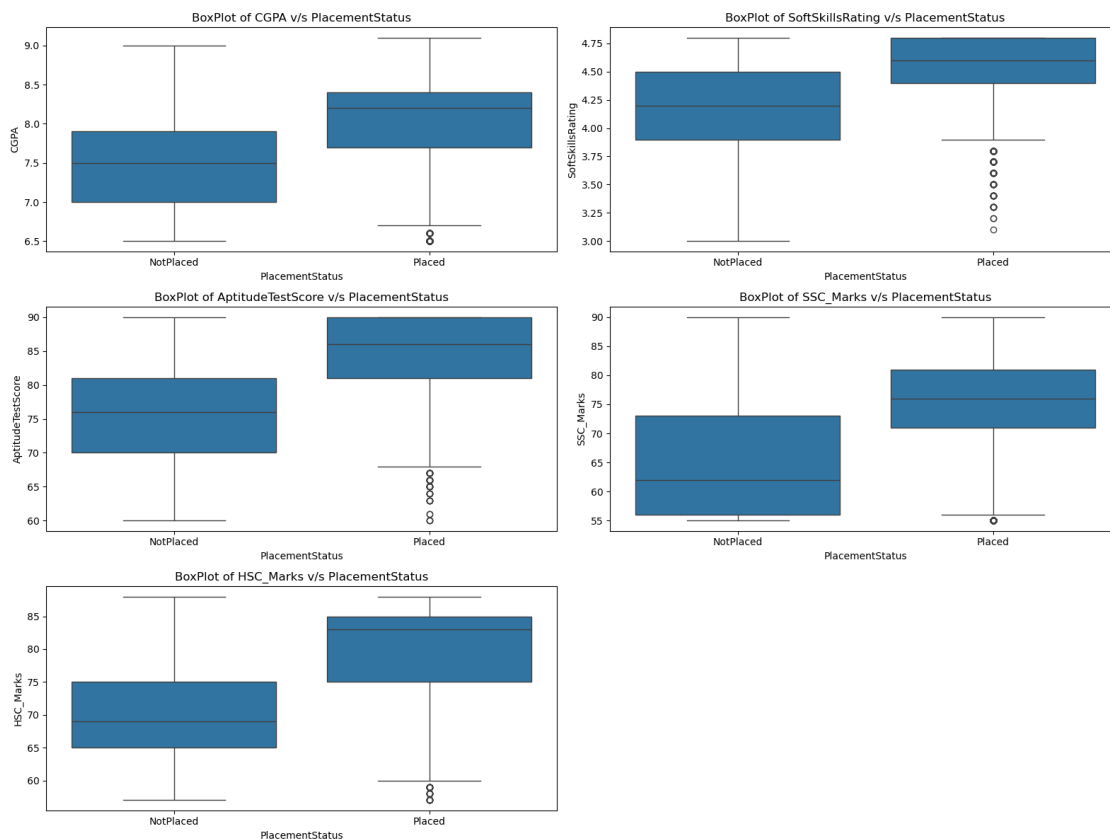 BoxPlot of CGPA v/s PlacementStatus
9.0
8.5
8.0
7.5
7.0
6.5
CGPA
NotPlaced
Placed
PlacementStatus
BoxPlot of SoftSkillsRating v/s PlacementStatus
4.75
4.50
4.25
4.00
3.75
3.50
3.25
3.00
SoftSkillsRating
NotPlaced
Placed
PlacementStatus
BoxPlot of AptitudeTestScore v/s PlacementStatus
90
85
80
75
70
65
60
AptitudeTestScore
NotPlaced
Placed
PlacementStatus
BoxPlot of SSC_Marks v/s PlacementStatus
90
85
80
75
70
65
60
55
SSC_Marks
NotPlaced
Placed
PlacementStatus
BoxPlot of HSC_Marks v/s PlacementStatus
85
80
75
70
65
60
HSC_Marks
NotPlaced
Placed
PlacementStatus